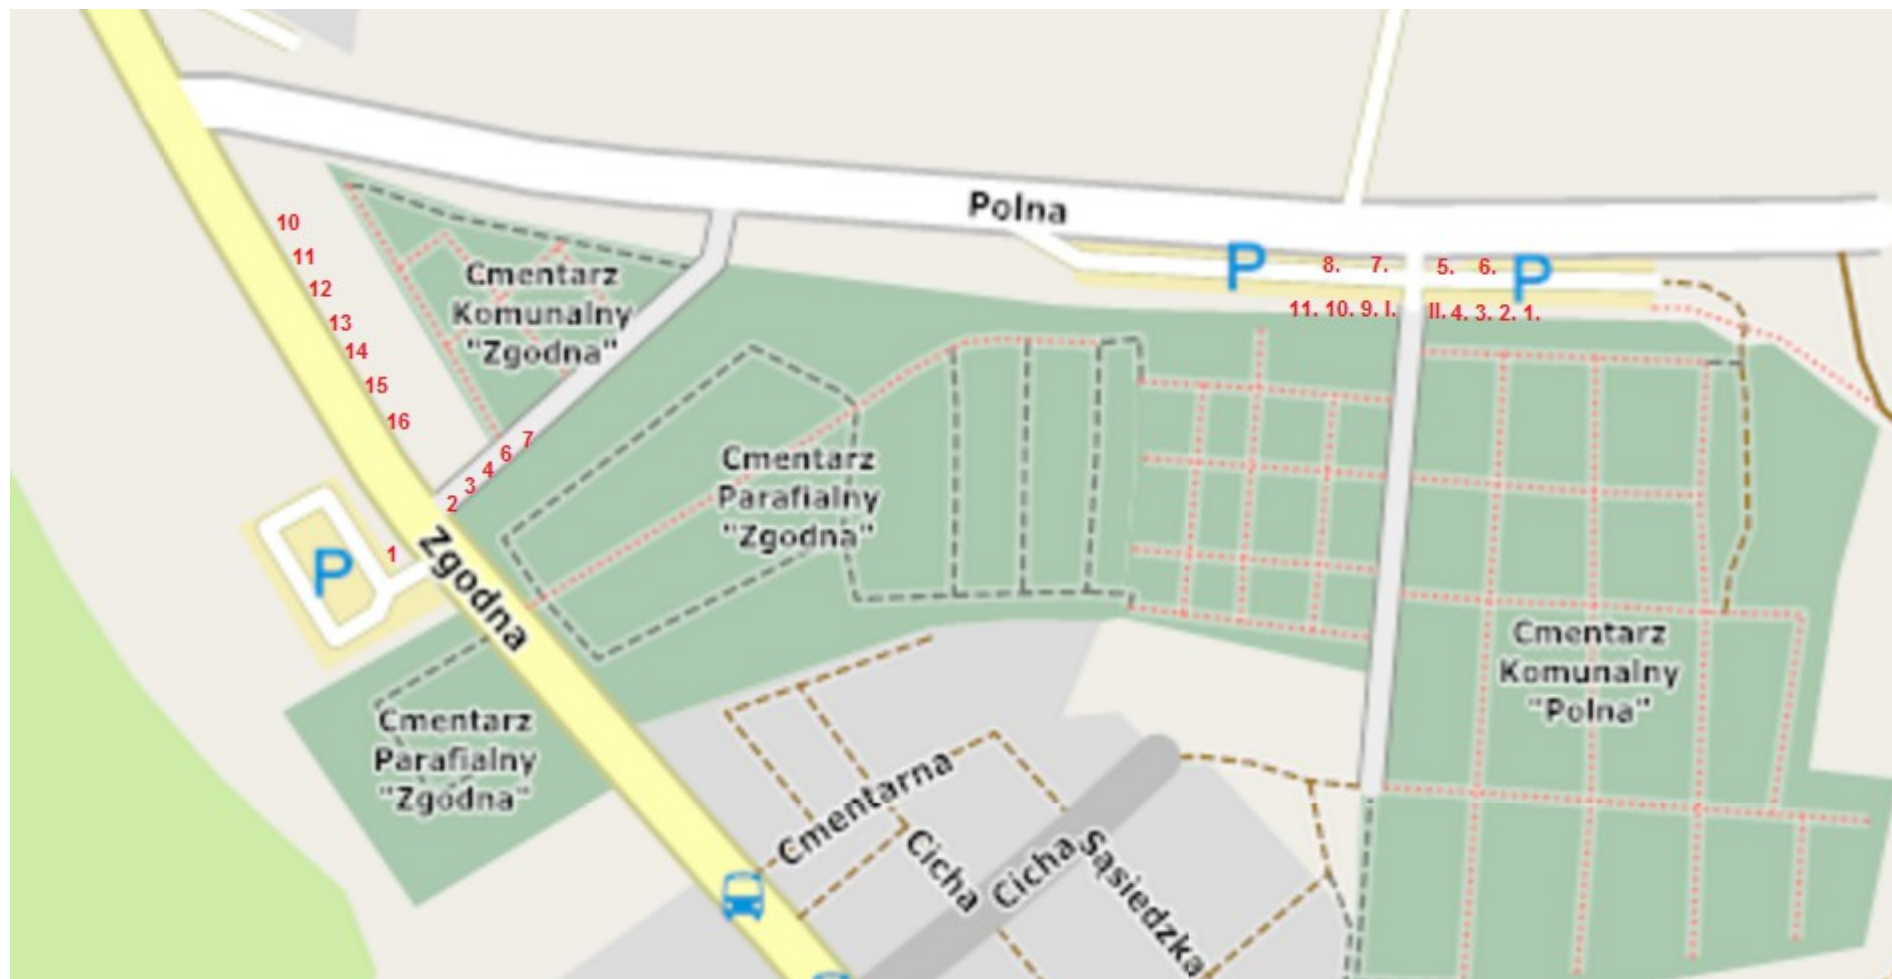 Polna
P
8. 7.
5. 6.
P
11. 10. 9. I.
II. 4. 3. 2. 1.
10
11
12
13
14
15
16
Cmentarz
Komunalny
"Zgodna"
7
6
4
3
2
1
P
Zgodna
Cmentarz
Parafialny
"Zgodna"
Cmentarz
Komunalny
"Polna"
Cmentarz
Parafialny
"Zgodna"
Cmentarna
Cicha
Cicha
Sąsiedzka